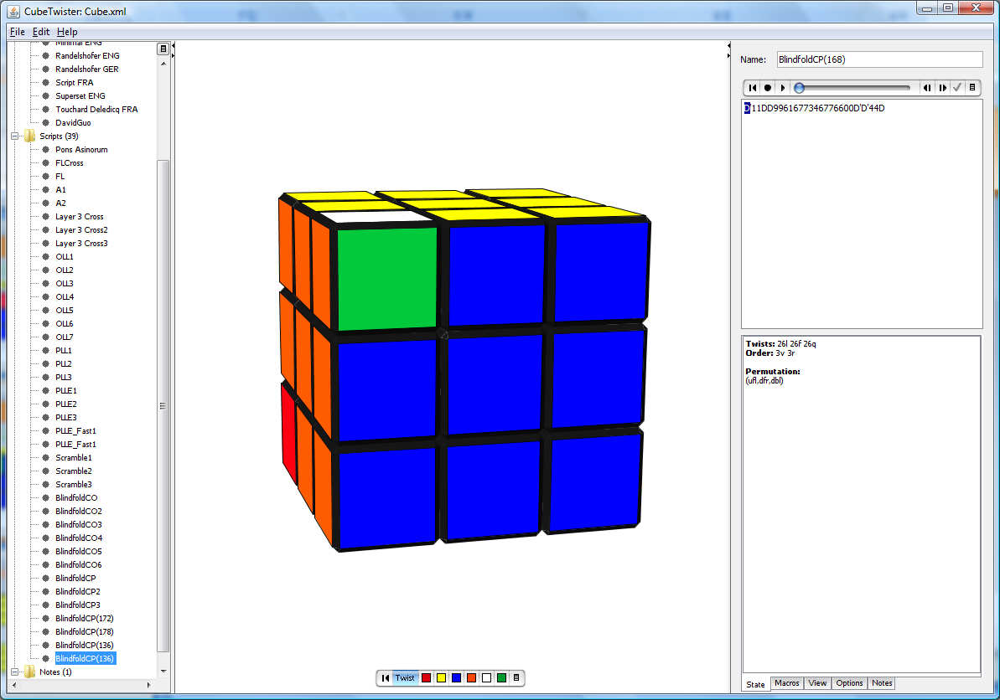 CubeTwister: Cube.xml
File Edit Help
Minimal ENG
Randelshofer ENG
Randelshofer GER
Script FRA
Superset ENG
Touchard Deledicq FRA
DavidGuo
Scripts (39)
Pons Asinorum
FLCross
FL
A1
A2
Layer 3 Cross
Layer 3 Cross2
Layer 3 Cross3
OLL1
OLL2
OLL3
OLL4
OLL5
OLL6
OLL7
PLL1
PLL2
PLL3
PLLE1
PLLE2
PLLE3
PLLE_Fast1
PLLE_Fast1
Scramble1
Scramble2
Scramble3
BlindfoldCO
BlindfoldCO2
BlindfoldCO3
BlindfoldCO4
BlindfoldCO5
BlindfoldCO6
BlindfoldCP
BlindfoldCP2
BlindfoldCP3
BlindfoldCP(172)
BlindfoldCP(178)
BlindfoldCP(136)
BlindfoldCP(136)
Notes (1)
Twist
Name: BlindfoldCP(168)
D'11DD9961677346776600D'D'44D
Twists: 26l 26f 26q
Order: 3v 3r
Permutation:
(ufl,dfr,dbl)
State Macros View Options Notes